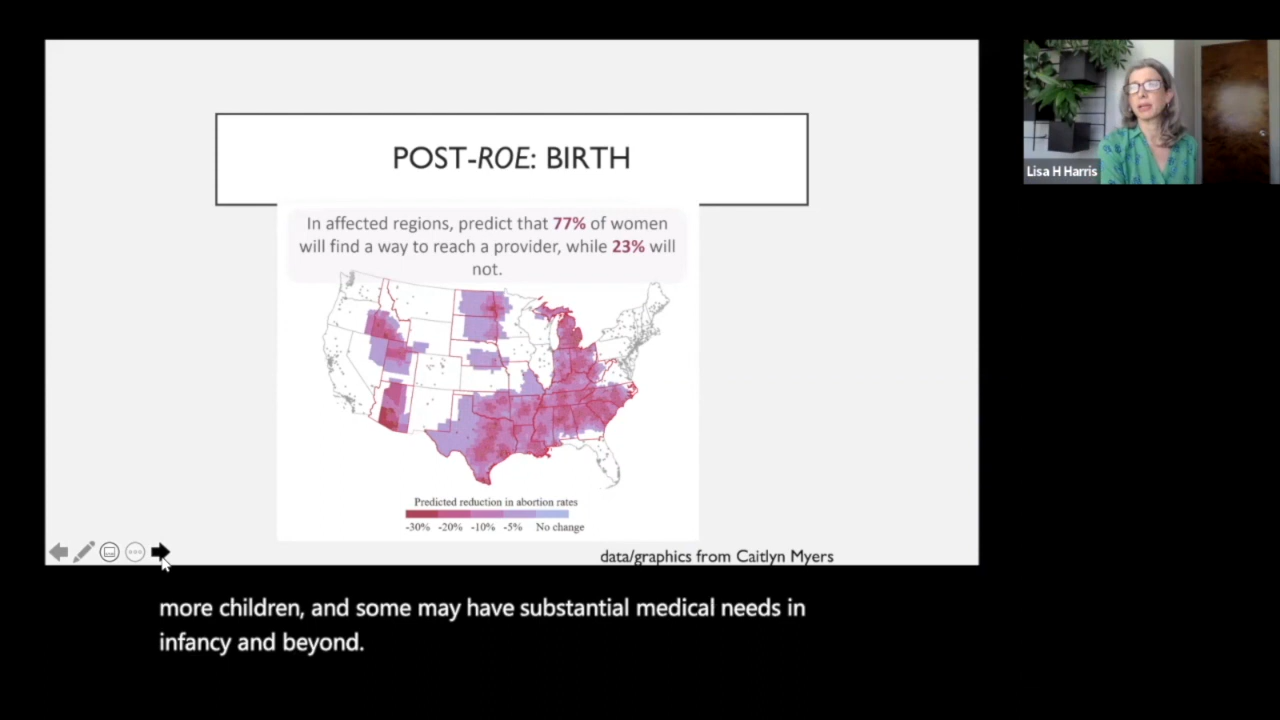 POST-ROE: BIRTH
In affected regions, predict that 77% of women
will find a way to reach a provider, while 23% will
not.
Predicted reduction in abortion rates
-30% -20% -10% -5% No change
data/graphics from Caitlyn Myers
Lisa H Harris
more children, and some may have substantial medical needs in
infancy and beyond.